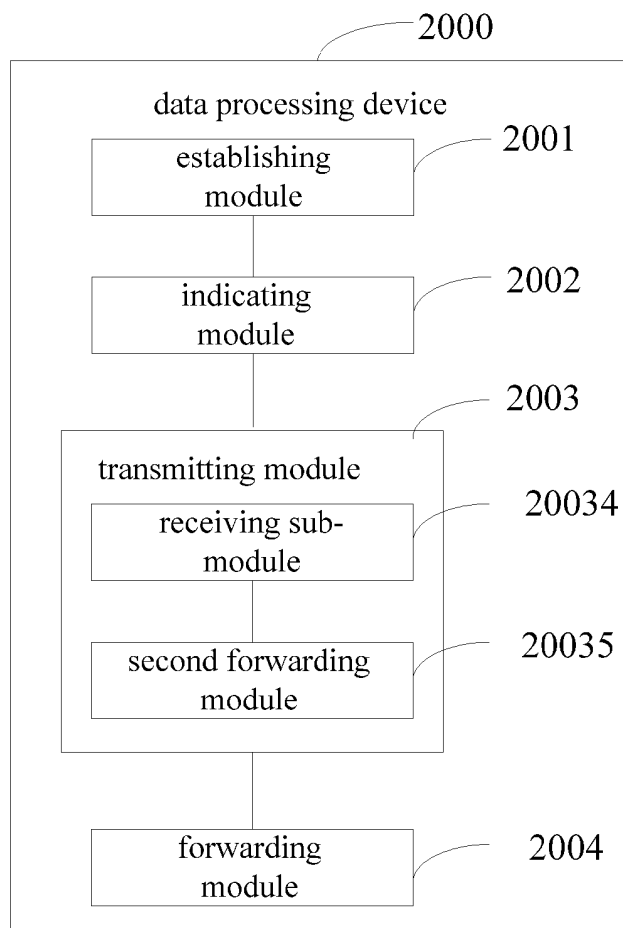 2000
data processing device
establishing
module
2001
indicating
module
2002
2003
transmitting module
receiving sub-
module
20034
second forwarding
module
20035
forwarding
module
2004